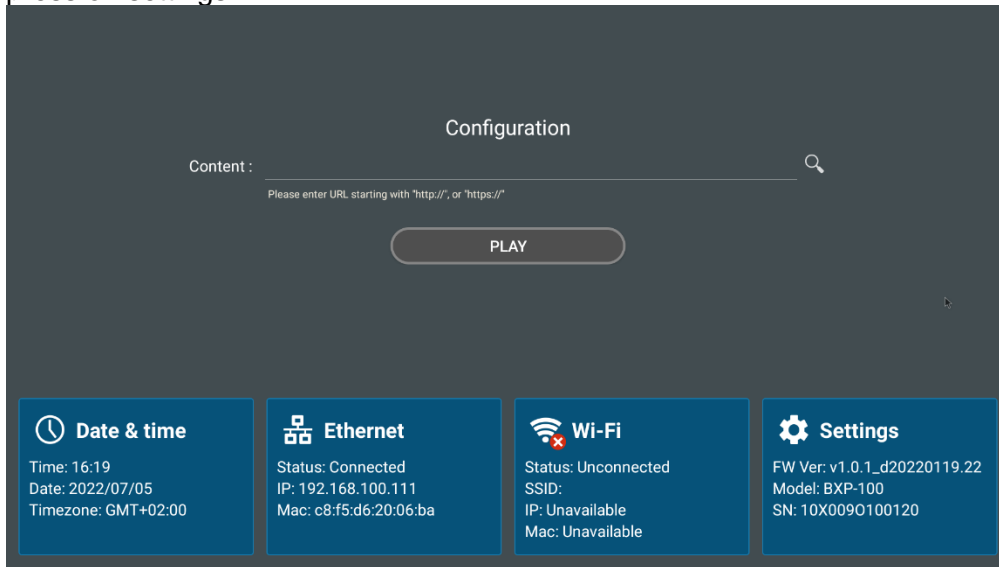 Configuration
Content :
Please enter URL starting with "http://", or "https://"
PLAY
Date & time
Time: 16:19
Date: 2022/07/05
Timezone: GMT+02:00
Ethernet
Status: Connected
IP: 192.168.100.111
Mac: c8:f5:d6:20:06:ba
Wi-Fi
Status: Unconnected
SSID:
IP: Unavailable
Mac: Unavailable
Settings
FW Ver: v1.0.1_d20220119.22
Model: BXP-100
SN: 10X009O100120